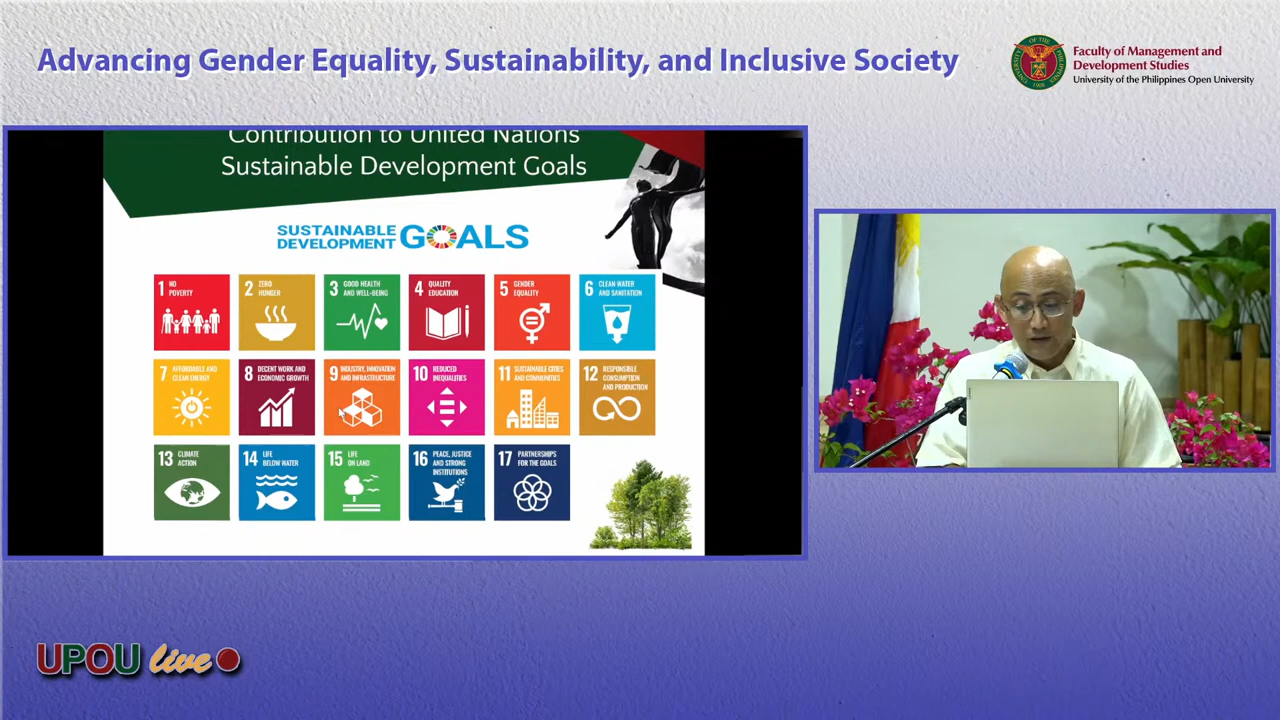 Advancing Gender Equality, Sustainability, and Inclusive Society
Faculty of Management and
Development Studies
University of the Philippines Open University
Contribution to United Nations
Sustainable Development Goals
SUSTAINABLE
DEVELOPMENT
GOALS
1 NO
POVERTY
2 ZERO
HUNGER
3 GOOD HEALTH
AND WELL-BEING
4 QUALITY
EDUCATION
5 GENDER
EQUALITY
6 CLEAN WATER
AND SANITATION
7 AFFORDABLE AND
CLEAN ENERGY
8 DECENT WORK AND
ECONOMIC GROWTH
9 INDUSTRY, INNOVATION
AND INFRASTRUCTURE
10 REDUCED
INEQUALITIES
11 SUSTAINABLE CITIES
AND COMMUNITIES
12 RESPONSIBLE
CONSUMPTION
AND PRODUCTION
13 CLIMATE
ACTION
14 LIFE
BELOW WATER
15 LIFE
ON LAND
16 PEACE, JUSTICE
AND STRONG
INSTITUTIONS
17 PARTNERSHIPS
FOR THE GOALS
UPOU live